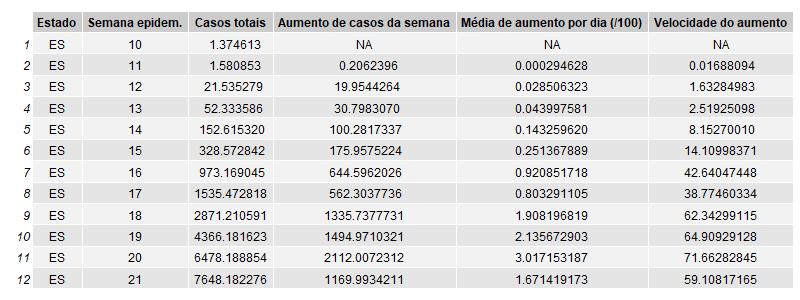 Estado Semana epidem. Casos totais Aumento de casos da semana Média de aumento por dia (/100) Velocidade do aumento
1 ES 10 1.374613 NA NA NA
2 ES 11 1.580853 0.2062396 0.000294628 0.01688094
3 ES 12 21.535279 19.9544264 0.028506323 1.63284983
4 ES 13 52.333586 30.7983070 0.043997581 2.51925098
5 ES 14 152.615320 100.2817337 0.143259620 8.15270010
6 ES 15 328.572842 175.9575224 0.251367889 14.10998371
7 ES 16 973.169045 644.5962026 0.920851718 42.64047448
8 ES 17 1535.472818 562.3037736 0.803291105 38.77460334
9 ES 18 2871.210591 1335.7377731 1.908196819 62.34299115
10 ES 19 4366.181623 1494.9710321 2.135672903 64.90929128
11 ES 20 6478.188854 2112.0072312 3.017153187 71.66282845
12 ES 21 7648.182276 1169.9934211 1.671419173 59.10817165